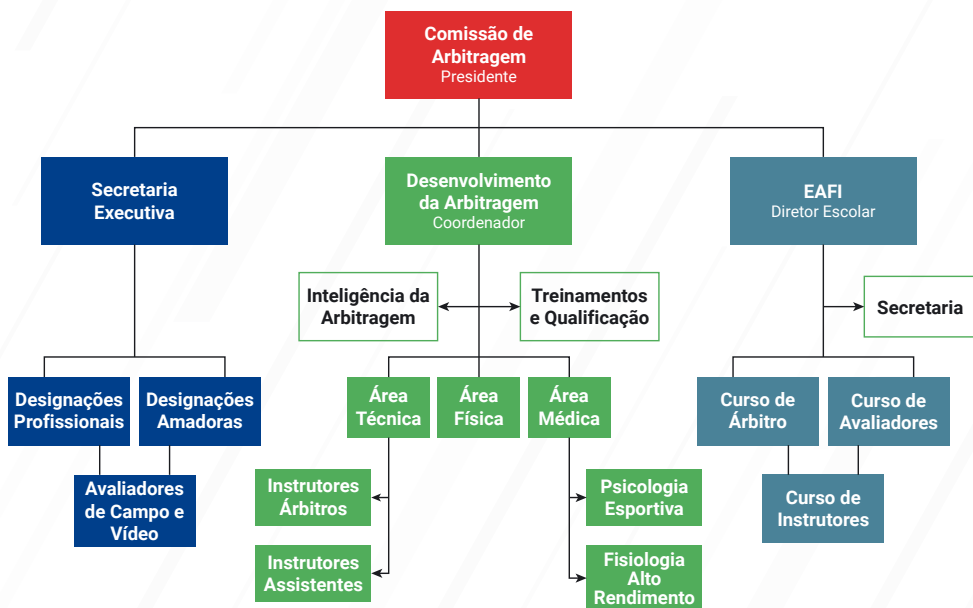 Comissão de
Arbitragem
Presidente
Secretaria
Executiva
Desenvolvimento
da Arbitragem
Coordenador
EAFI
Diretor Escolar
Inteligência da
Arbitragem
Treinamentos
e Qualificação
Secretaria
Designações
Profissionais
Designações
Amadoras
Área
Técnica
Área
Física
Área
Médica
Curso de
Árbitro
Curso de
Avaliadores
Avaliadores
de Campo e
Vídeo
Instrutores
Árbitros
Psicologia
Esportiva
Curso de
Instrutores
Instrutores
Assistentes
Fisiologia
Alto
Rendimento